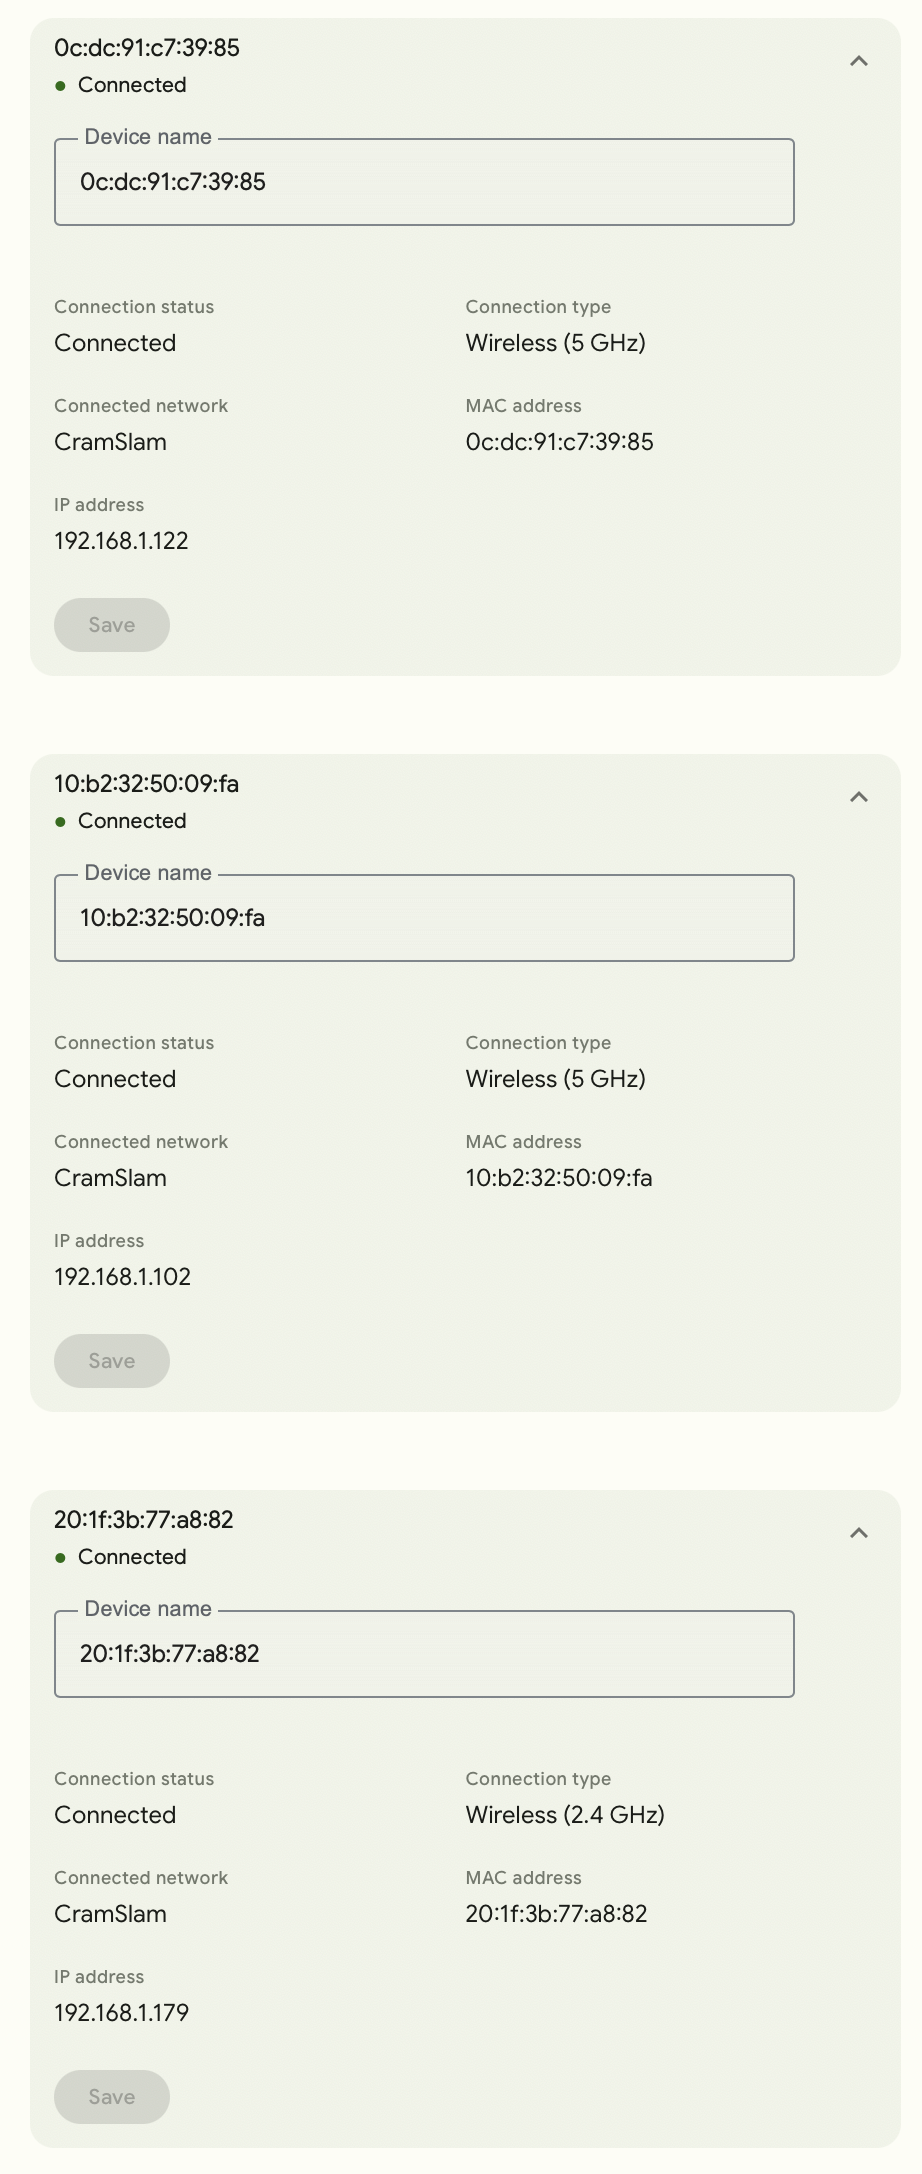 0c:dc:91:c7:39:85
Connected
Device name
0c:dc:91:c7:39:85
Connection status
Connection type
Connected
Wireless (5 GHz)
Connected network
MAC address
CramSlam
0c:dc:91:c7:39:85
IP address
192.168.1.122
Save
10:b2:32:50:09:fa
Connected
Device name
10:b2:32:50:09:fa
Connection status
Connection type
Connected
Wireless (5 GHz)
Connected network
MAC address
CramSlam
10:b2:32:50:09:fa
IP address
192.168.1.102
Save
20:1f:3b:77:a8:82
Connected
Device name
20:1f:3b:77:a8:82
Connection status
Connection type
Connected
Wireless (2.4 GHz)
Connected network
MAC address
CramSlam
20:1f:3b:77:a8:82
IP address
192.168.1.179
Save